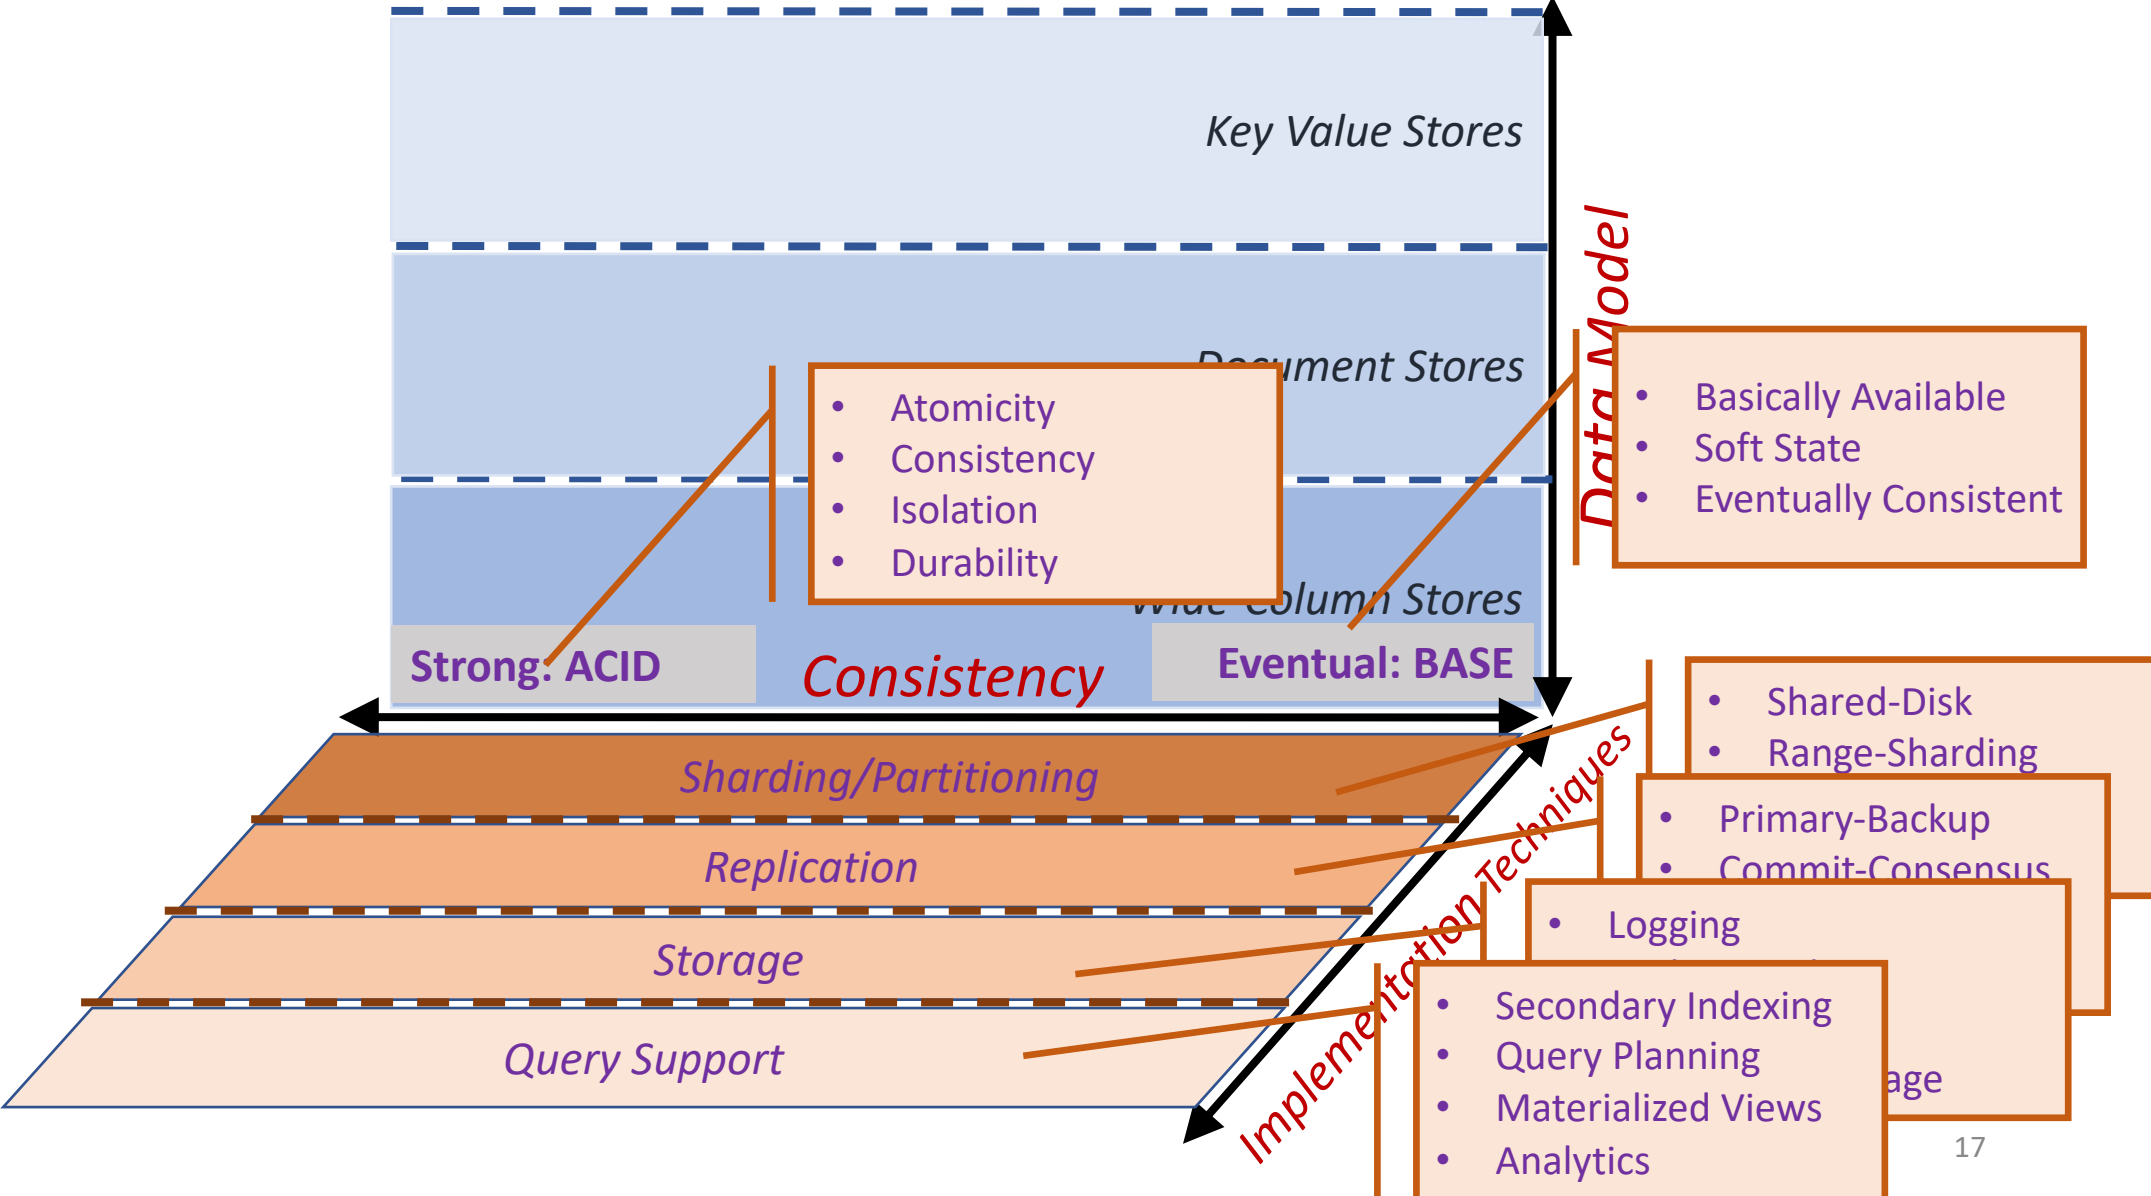 Key Value Stores
Document Stores
Wide Column Stores
Data Model
• Atomicity
• Consistency
• Isolation
• Durability
• Basically Available
• Soft State
• Eventually Consistent
Strong: ACID
Consistency
Eventual: BASE
Sharding/Partitioning
Replication
Storage
Query Support
Implementation Techniques
• Shared-Disk
• Range-Sharding
• Primary-Backup
• Commit-Consensus
• Logging
age
• Secondary Indexing
• Query Planning
• Materialized Views
• Analytics
17